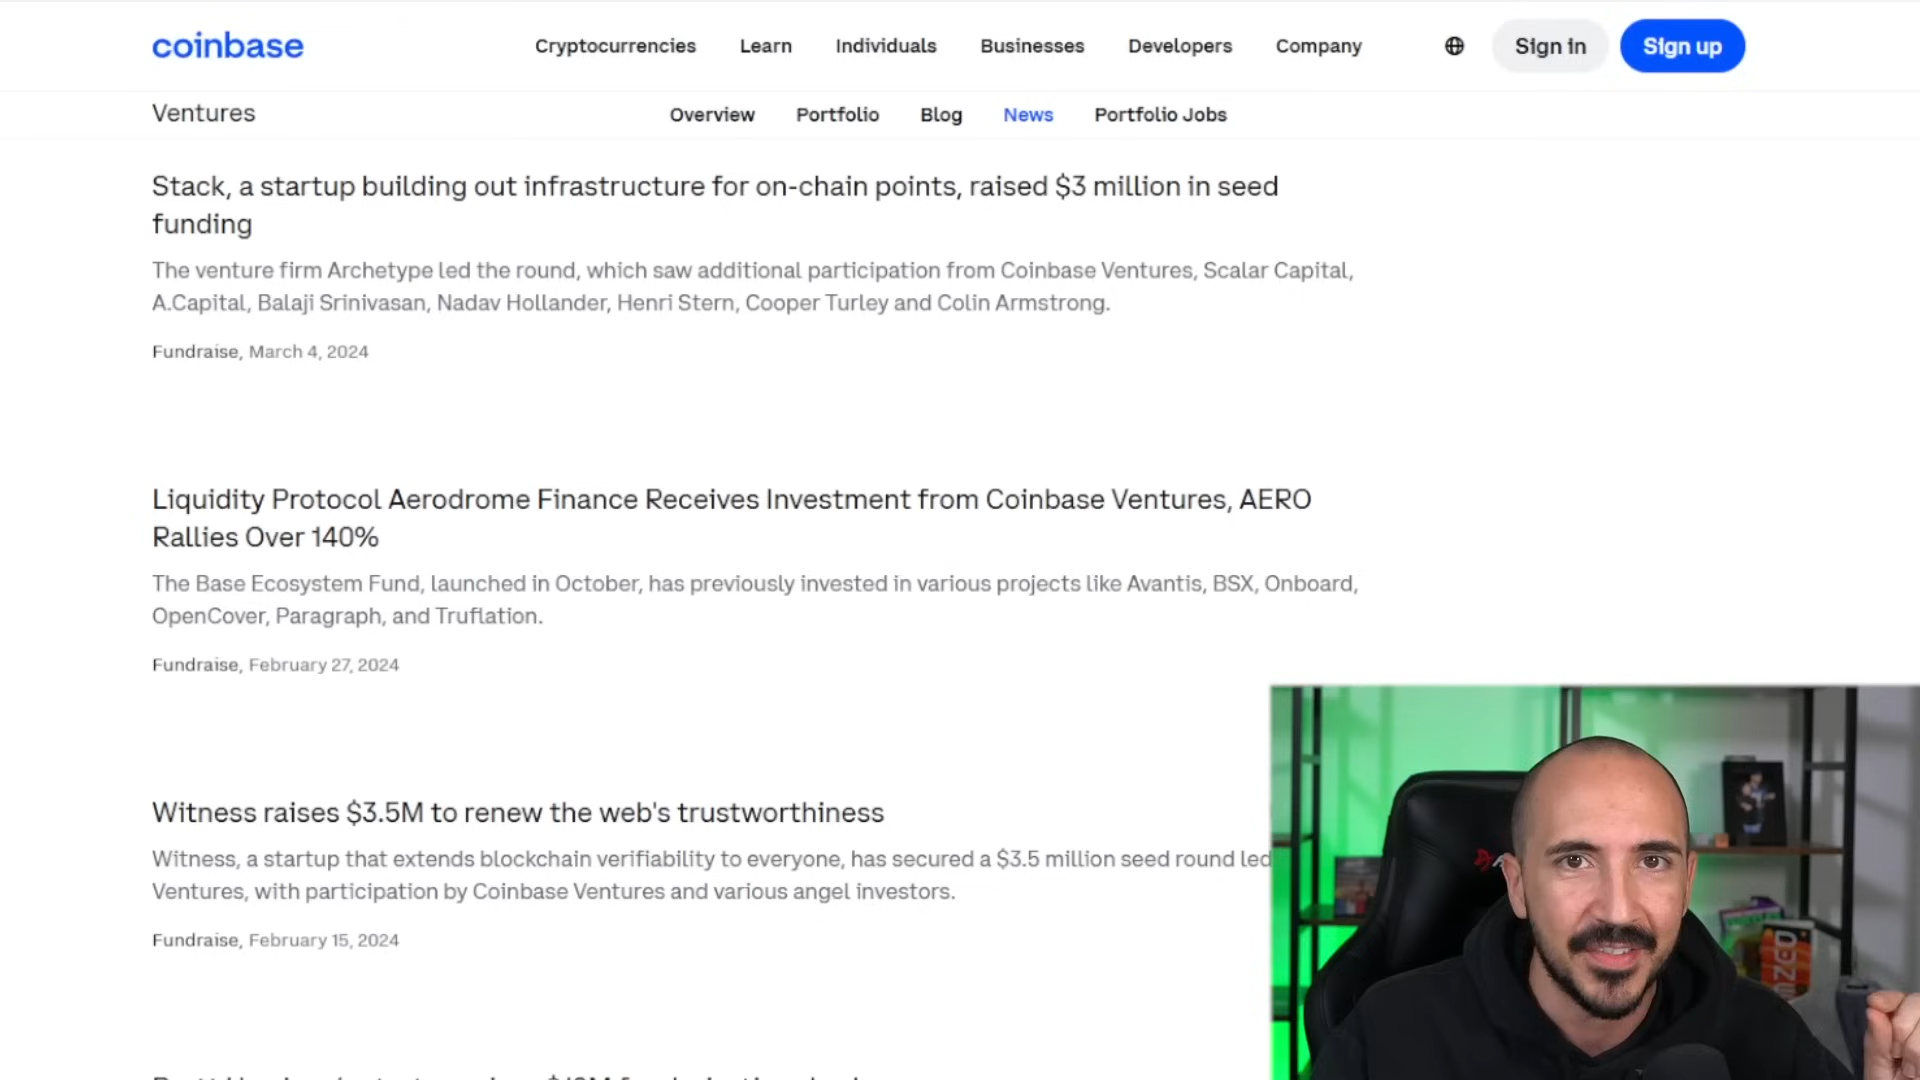 coinbase
Cryptocurrencies Learn Individuals Businesses Developers Company Sign in Sign up
Ventures Overview Portfolio Blog News Portfolio Jobs
Stack, a startup building out infrastructure for on-chain points, raised $3 million in seed
funding
The venture firm Archetype led the round, which saw additional participation from Coinbase Ventures, Scalar Capital,
A.Capital, Balaji Srinivasan, Nadav Hollander, Henri Stern, Cooper Turley and Colin Armstrong.
Fundraise, March 4, 2024
Liquidity Protocol Aerodrome Finance Receives Investment from Coinbase Ventures, AERO
Rallies Over 140%
The Base Ecosystem Fund, launched in October, has previously invested in various projects like Avantis, BSX, Onboard,
OpenCover, Paragraph, and Truflation.
Fundraise, February 27, 2024
Witness raises $3.5M to renew the web's trustworthiness
Witness, a startup that extends blockchain verifiability to everyone, has secured a $3.5 million seed round led
Ventures, with participation by Coinbase Ventures and various angel investors.
Fundraise, February 15, 2024